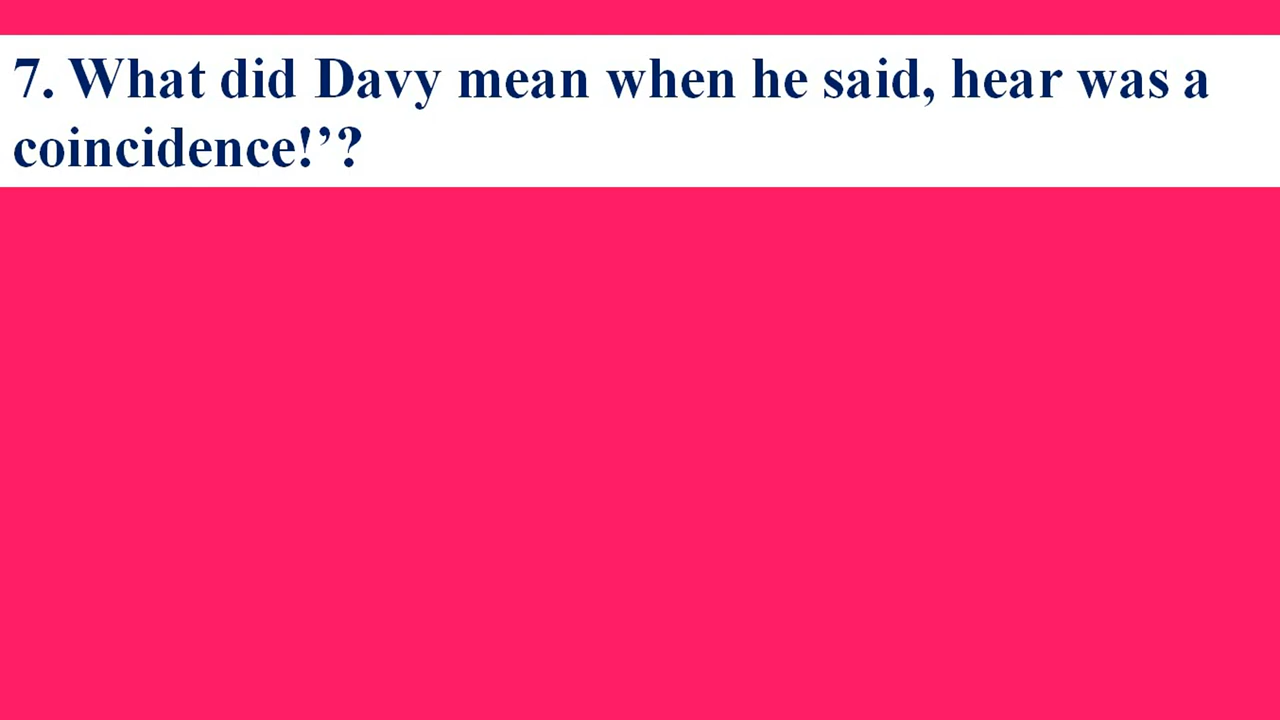 7. What did Davy mean when he said, hear was a
coincidence!’?